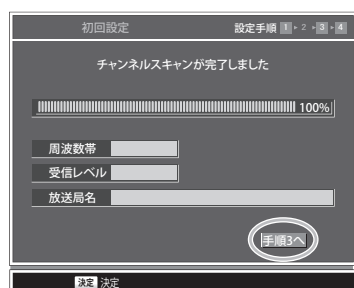 初回設定 設定手順 1 ▸ 2 ▸ 3 ▸ 4
チャンネルスキャンが完了しました
100%
周波数帯
受信レベル
放送局名
手順3へ
決定 決定